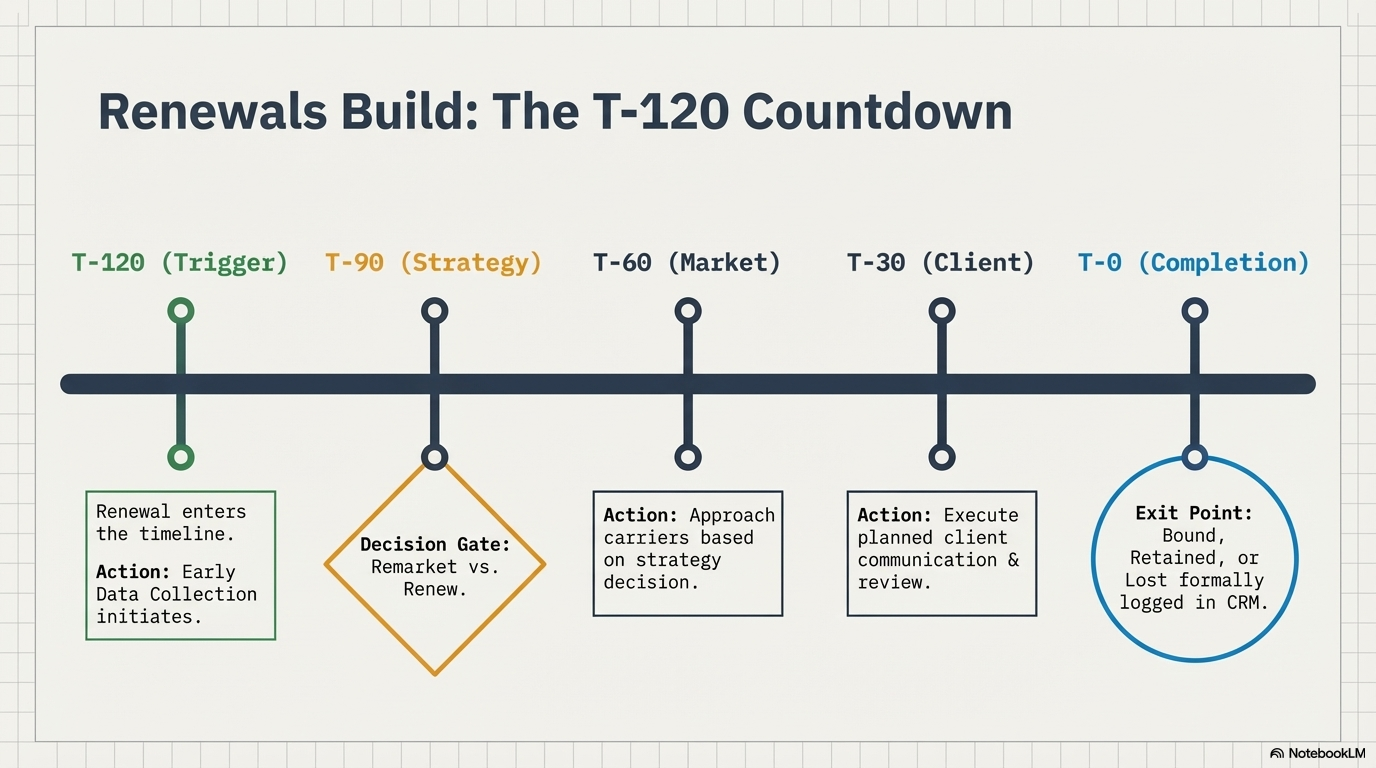 Renewals Build: The T-120 Countdown
T-120 (Trigger)
T-90 (Strategy)
T-60 (Market)
T-30 (Client)
T-0 (Completion)
Renewal enters
the timeline.
Action: Early
Data Collection
initiates.
Decision Gate:
Remarket vs.
Renew.
Action: Approach
carriers based
on strategy
decision.
Action: Execute
planned client
communication &
review.
Exit Point:
Bound,
Retained, or
Lost formally
logged in CRM.
NotebookLM